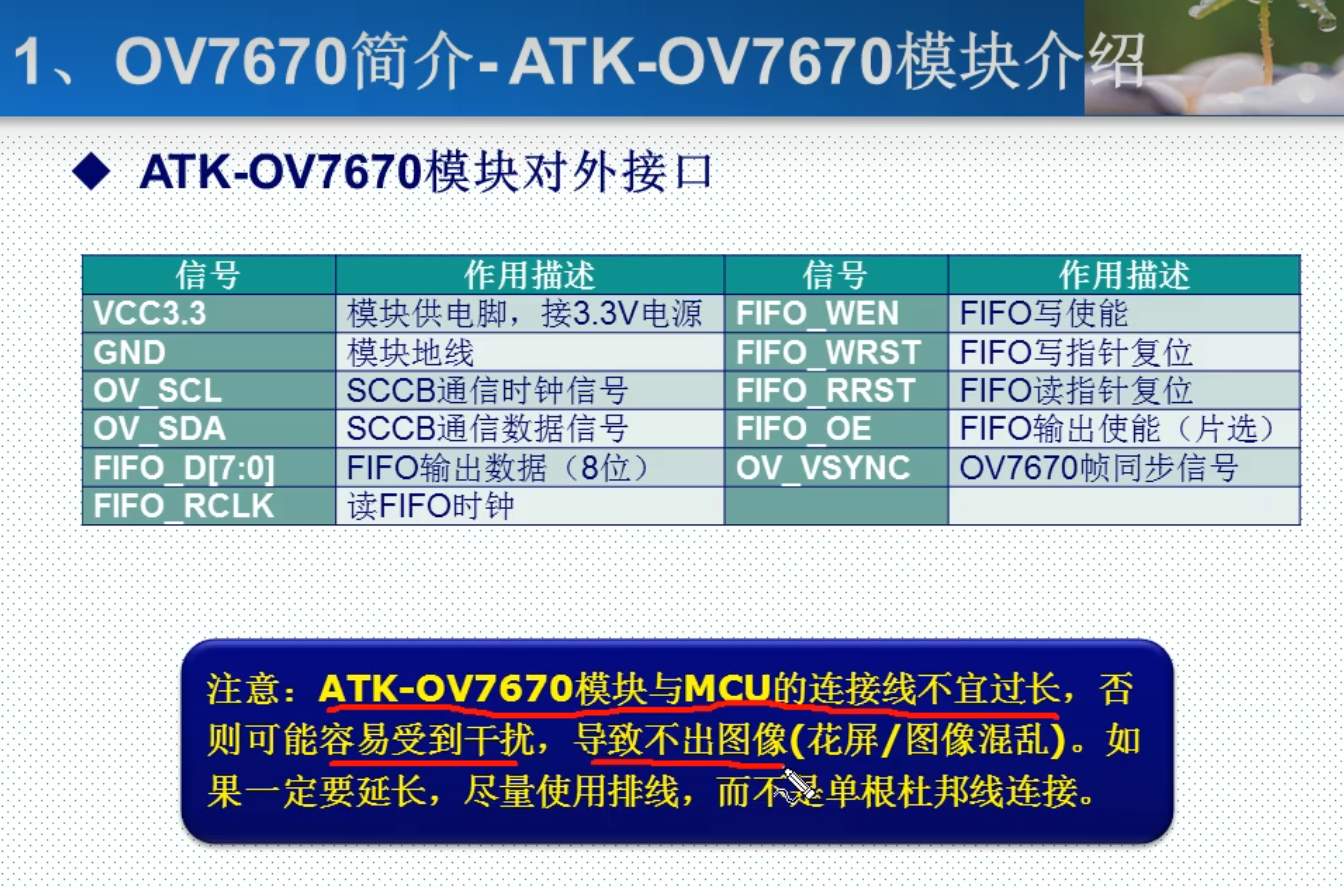 1、OV7670简介- ATK-OV7670模块介绍
ATK-OV7670模块对外接口
信号 作用描述 信号 作用描述
VCC3.3 模块供电脚，接3.3V电源 FIFO_WEN FIFO写使能
GND 模块地线 FIFO_WRST FIFO写指针复位
OV_SCL SCCB通信时钟信号 FIFO_RRST FIFO读指针复位
OV_SDA SCCB通信数据信号 FIFO_OE FIFO输出使能（片选）
FIFO_D[7:0] FIFO输出数据（8位） OV_VSYNC OV7670帧同步信号
FIFO_RCLK 读FIFO时钟
注意：ATK-OV7670模块与MCU的连接线不宜过长，否
则可能容易受到干扰，导致不出图像(花屏/图像混乱)。如
果一定要延长，尽量使用排线，而不是单根杜邦线连接。